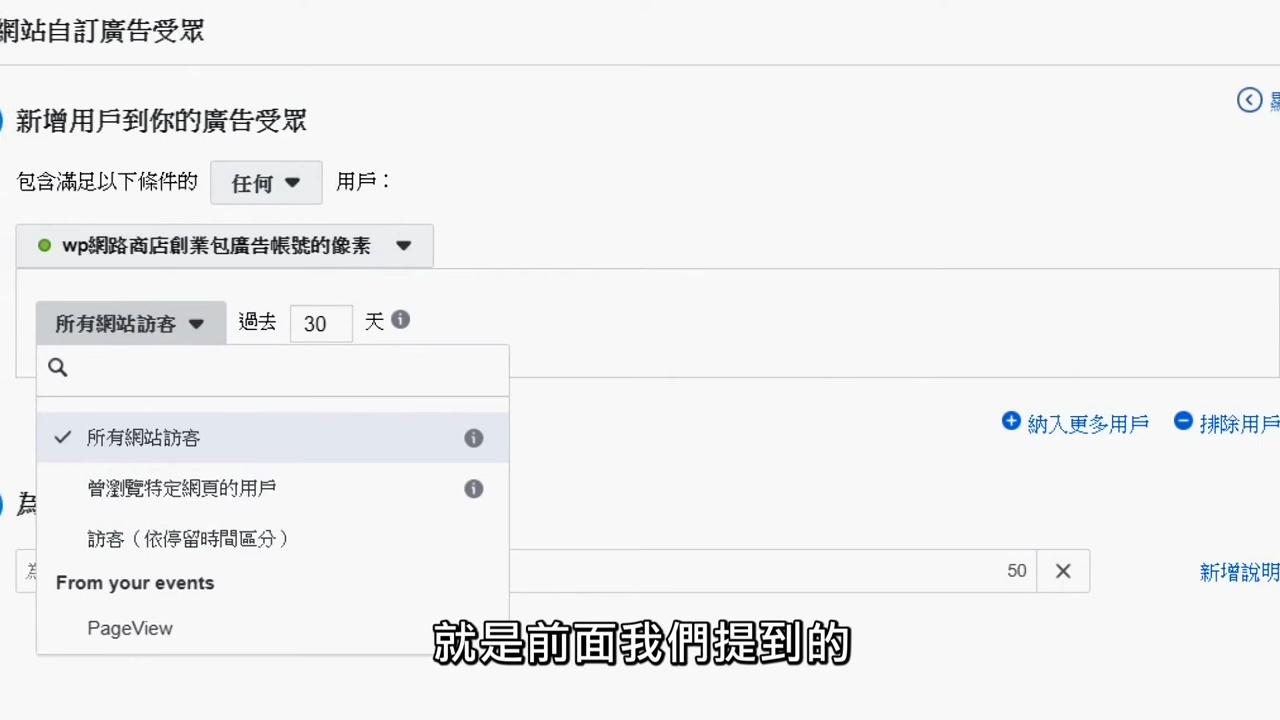 網站自訂廣告受眾
新增用戶到你的廣告受眾
包含滿足以下條件的 任何 用戶：
wp網路商店創業包廣告帳號的像素
所有網站訪客 過去 30 天
納入更多用戶 排除用戶
所有網站訪客
曾瀏覽特定網頁的用戶
訪客（依停留時間區分）
為
50
新增說明
From your events
PageView
就是前面我們提到的